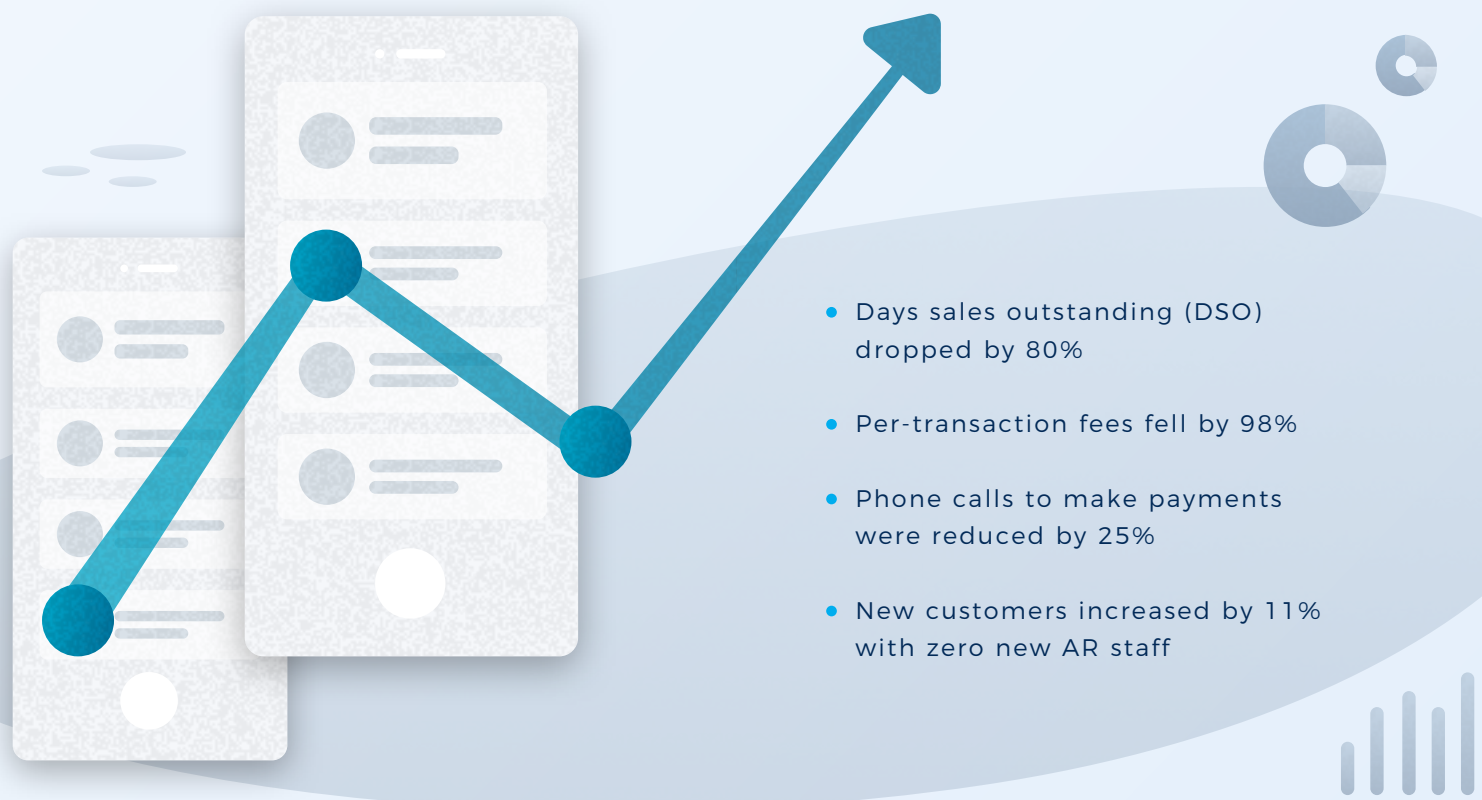 Days sales outstanding (DSO)
dropped by 80%
Per-transaction fees fell by 98%
Phone calls to make payments
were reduced by 25%
New customers increased by 11%
with zero new AR staff